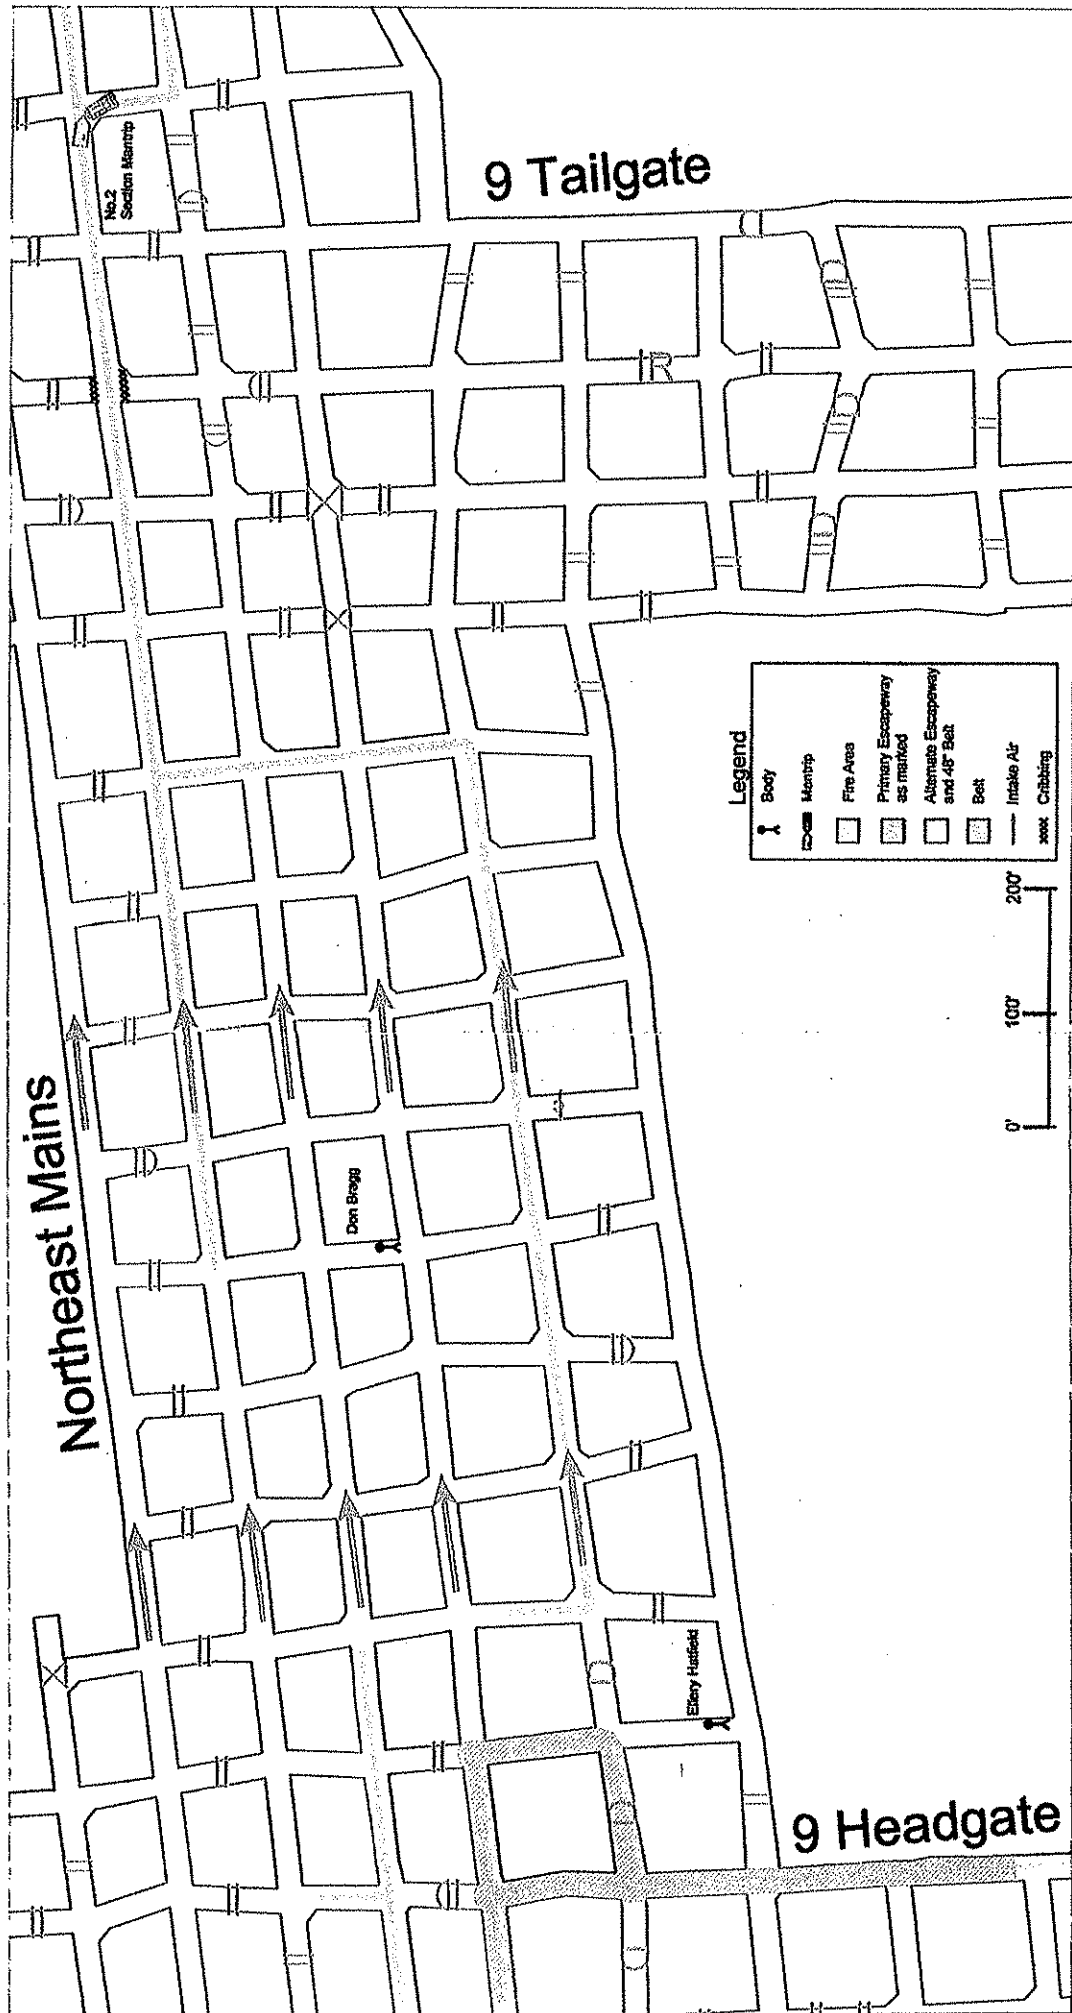 Northeast Mains
9 Tailgate
9 Headgate
No.2
Section Mantrip
Don Bragg
Ellery Hatfield
R
Legend
Body
Mantrip
Fire Area
Primary Escapeway
as marked
Alternate Escapeway
and 48" Belt
Belt
Intake Air
Cribbing
0' 100' 200'